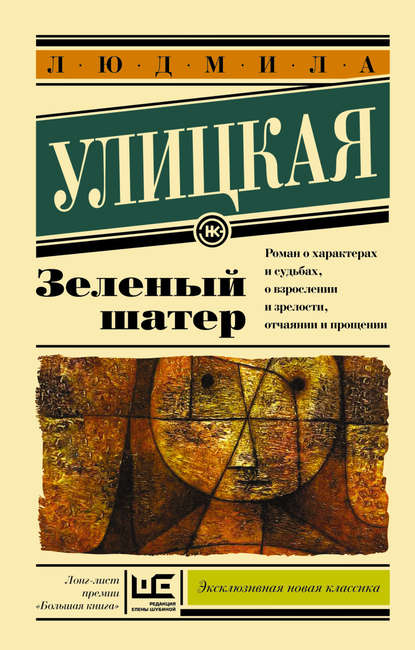 Л·Ю·Д·М·И·Л·А
УЛИЦКАЯ
НК
Зеленый
шатер
Роман о характерах
и судьбах,
о взрослении
и зрелости,
отчаянии и прощении
Лонг-лист
премии
«Большая книга»
РЕДАКЦИЯ
ЕЛЕНЫ ШУБИНОЙ
Эксклюзивная новая классика